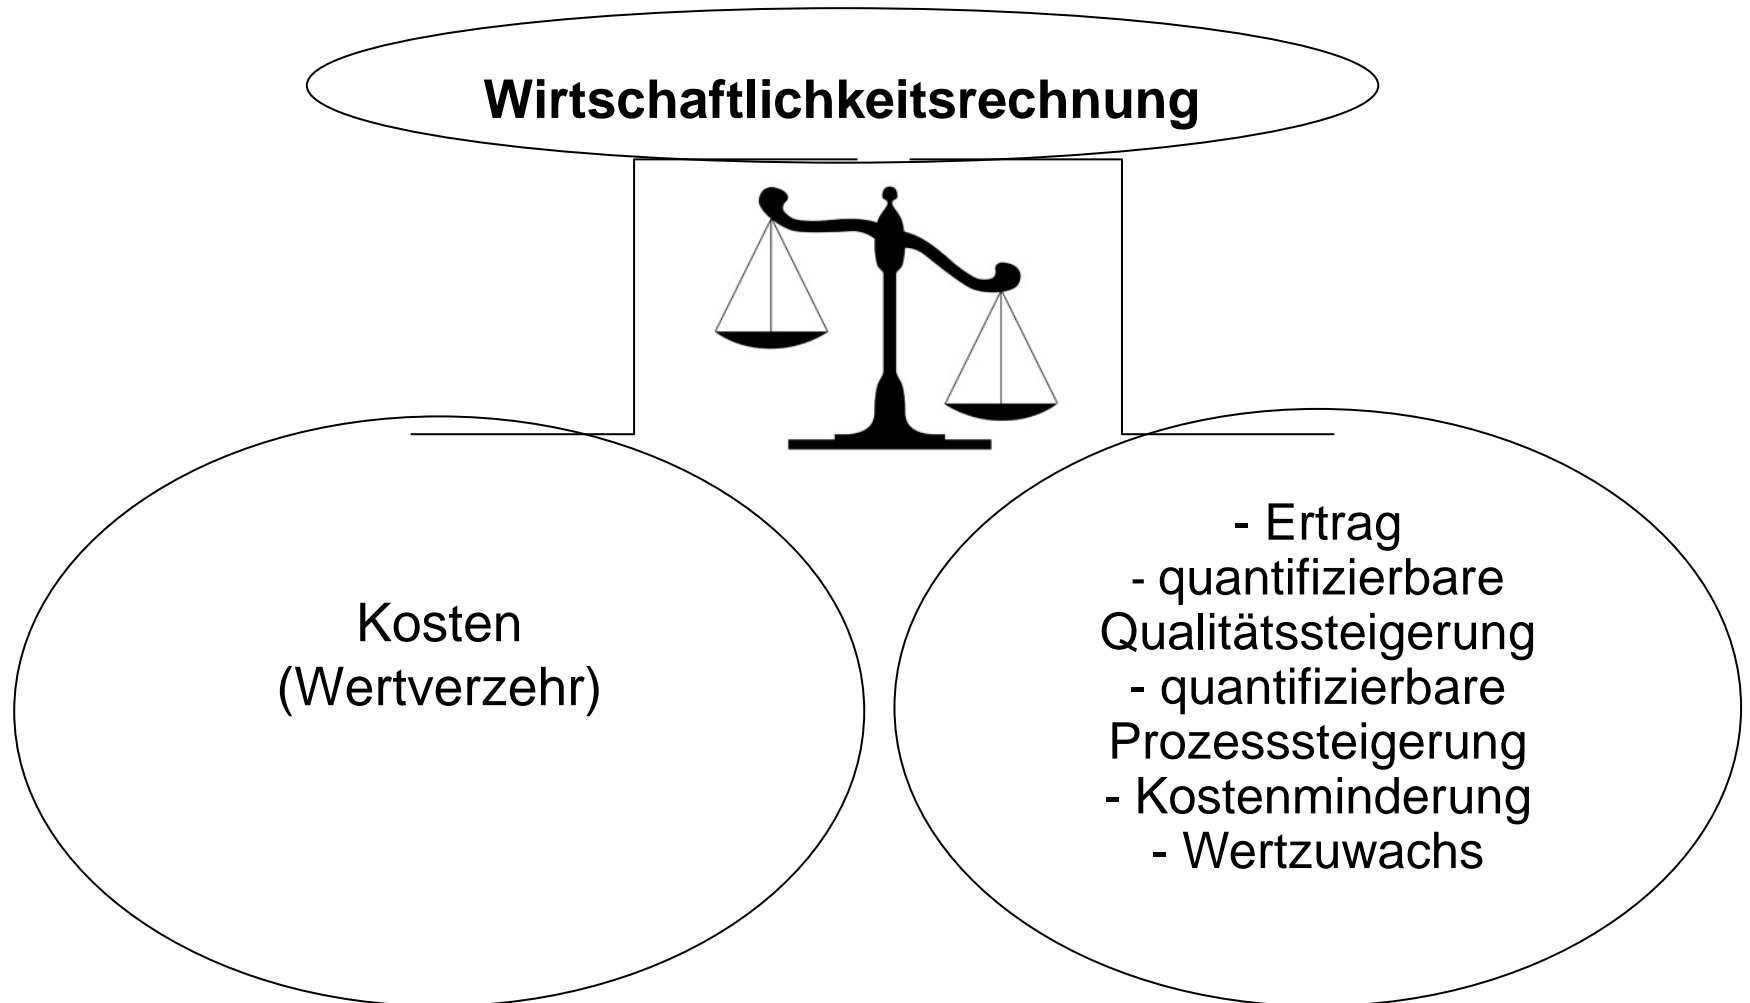 Wirtschaftlichkeitsrechnung
Kosten
(Wertverzehr)
- Ertrag
- quantifizierbare
Qualitätssteigerung
- quantifizierbare
Prozesssteigerung
- Kostenminderung
- Wertzuwachs